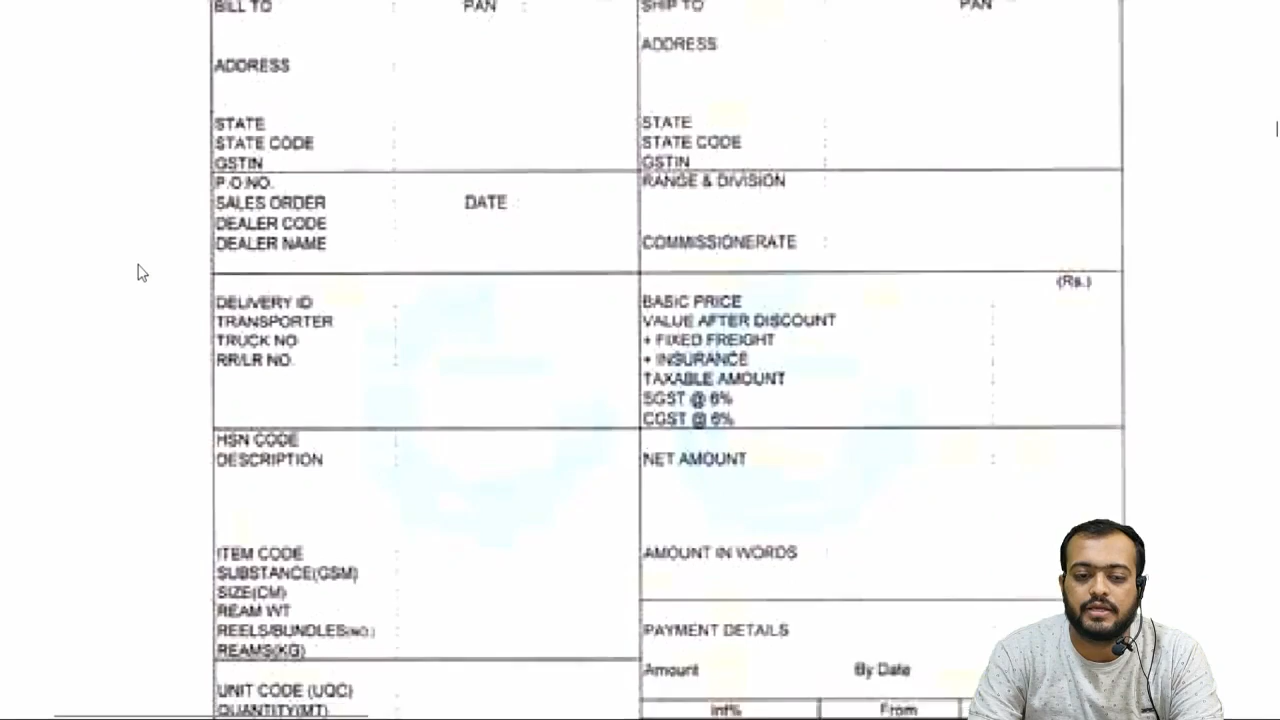 BILL TO : PAN :
ADDRESS
STATE :
STATE CODE :
GSTIN :
P.O.NO.
SALES ORDER DATE :
DEALER CODE
DEALER NAME
DELIVERY ID
TRANSPORTER
TRUCK NO
RR/LR NO.
HSN CODE
DESCRIPTION
ITEM CODE
SUBSTANCE(GSM)
SIZE(CM)
REAM WT
REELS/BUNDLES(NO.)
REAMS(KG)
UNIT CODE (UQC)
QUANTITY(MT)
SHIP TO PAN
ADDRESS
STATE :
STATE CODE :
GSTIN :
RANGE & DIVISION
COMMISSIONERATE :
(Rs.)
BASIC PRICE :
VALUE AFTER DISCOUNT
+ FIXED FREIGHT
+ INSURANCE
TAXABLE AMOUNT
SGST @ 6%
CGST @ 6%
NET AMOUNT :
AMOUNT IN WORDS
PAYMENT DETAILS
Amount By Date
Int% From